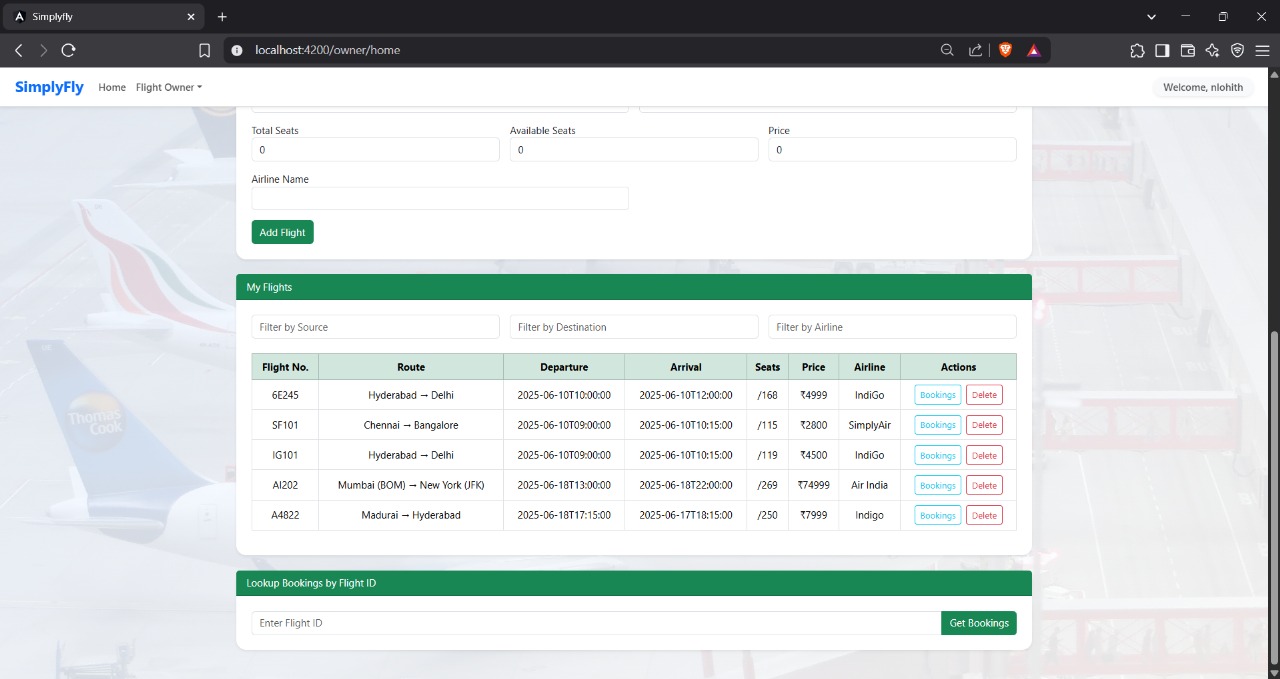 Simplyfly
localhost:4200/owner/home
SimplyFly Home Flight Owner Welcome, nlohith
Total Seats Available Seats Price
0 0 0
Airline Name
Add Flight
My Flights
Filter by Source Filter by Destination Filter by Airline
Flight No. Route Departure Arrival Seats Price Airline Actions
6E245 Hyderabad → Delhi 2025-06-10T10:00:00 2025-06-10T12:00:00 /168 ₹4999 IndiGo Bookings Delete
SF101 Chennai → Bangalore 2025-06-10T09:00:00 2025-06-10T10:15:00 /115 ₹2800 SimplyAir Bookings Delete
IG101 Hyderabad → Delhi 2025-06-10T09:00:00 2025-06-10T10:15:00 /119 ₹4500 IndiGo Bookings Delete
AI202 Mumbai (BOM) → New York (JFK) 2025-06-18T13:00:00 2025-06-18T22:00:00 /269 ₹74999 Air India Bookings Delete
A4822 Madurai → Hyderabad 2025-06-18T17:15:00 2025-06-17T18:15:00 /250 ₹7999 Indigo Bookings Delete
Thomas
Cook
Lookup Bookings by Flight ID
Enter Flight ID Get Bookings